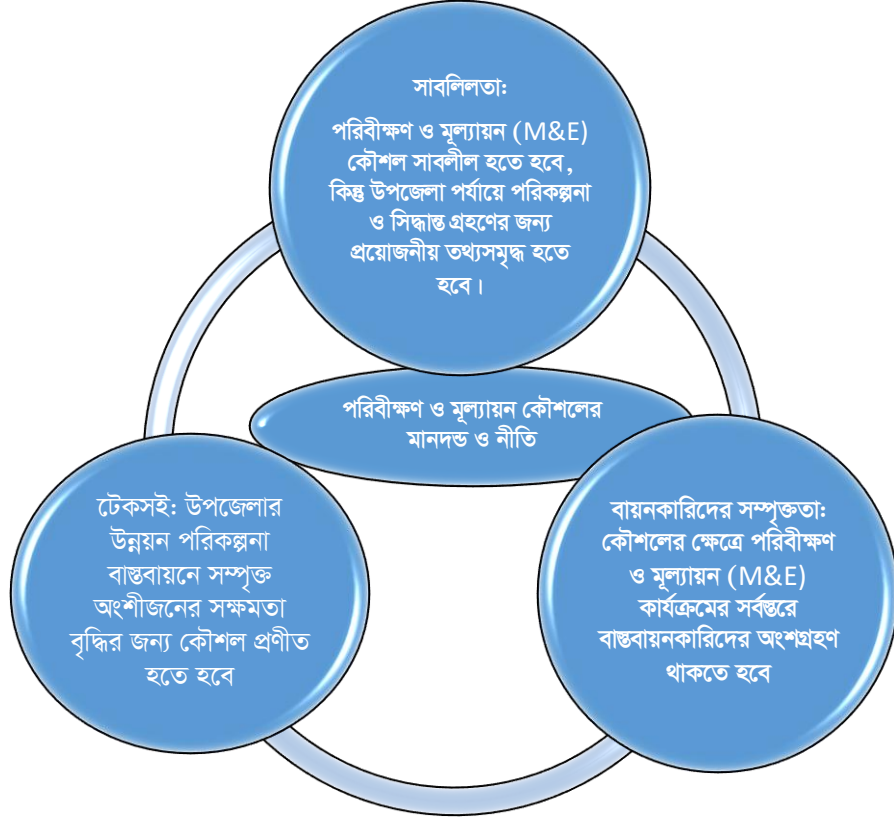 সাবলিলতা:
পরিবীক্ষণ ও মূল্যায়ন (M&E)
কৌশল সাবলীল হতে হবে,
কিন্তু উপজেলা পর্যায়ে পরিকল্পনা
ও সিদ্ধান্ত গ্রহণের জন্য
প্রয়োজনীয় তথ্যসমৃদ্ধ হতে
হবে।
পরিবীক্ষণ ও মূল্যায়ন কৌশলের
মানদন্ড ও নীতি
টেকসই: উপজেলার
উন্নয়ন পরিকল্পনা
বাস্তবায়নে সম্পৃক্ত
অংশীজনের সক্ষমতা
বৃদ্ধির জন্য কৌশল প্রণীত
হতে হবে
বায়নকারিদের সম্পৃক্ততা:
কৌশলের ক্ষেত্রে পরিবীক্ষণ
ও মূল্যায়ন (M&E)
কার্যক্রমের সর্বস্তরে
বাস্তবায়নকারিদের অংশগ্রহণ
থাকতে হবে